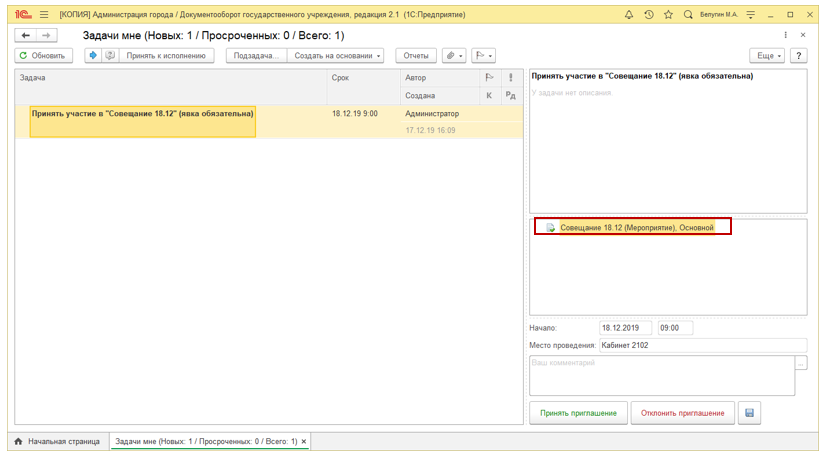 1С [КОПИЯ] Администрация города / Документооборот государственного учреждения, редакция 2.1 (1С:Предприятие) Белугин М.А.
Задачи мне (Новых: 1 / Просроченных: 0 / Всего: 1)
Обновить Принять к исполнению Подзадача... Создать на основании Отчеты Еще ?
Задача Срок Автор
Создана К Рд
Принять участие в "Совещание 18.12" (явка обязательна) 18.12.19 9:00 Администратор
17.12.19 16:09
Принять участие в "Совещание 18.12" (явка обязательна)
У задачи нет описания.
Совещание 18.12 (Мероприятие), Основной
Начало: 18.12.2019 09:00
Место проведения: Кабинет 2102
Ваш комментарий
...
Принять приглашение Отклонить приглашение
Начальная страница Задачи мне (Новых: 1 / Просроченных: 0 / Всего: 1) ×